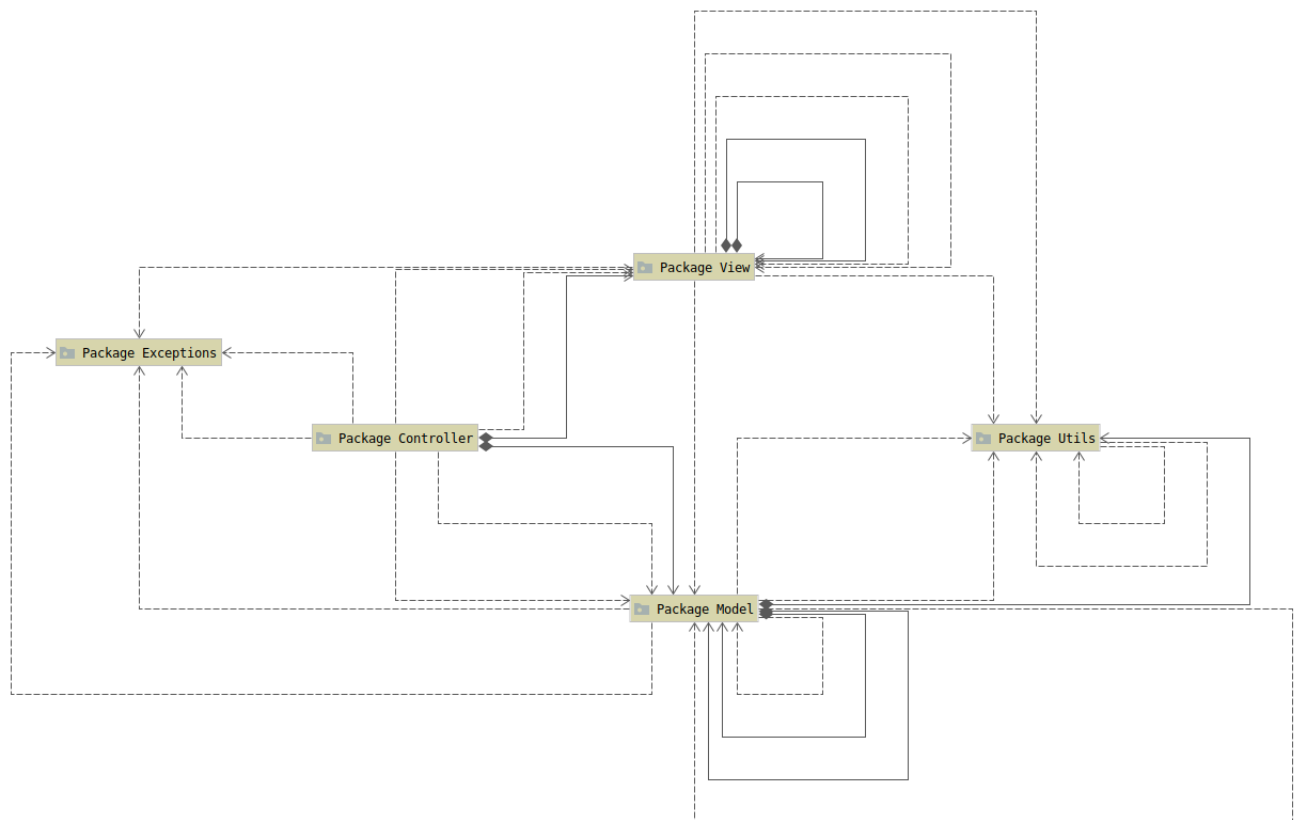 Package View
Package Exceptions
Package Controller
Package Utils
Package Model